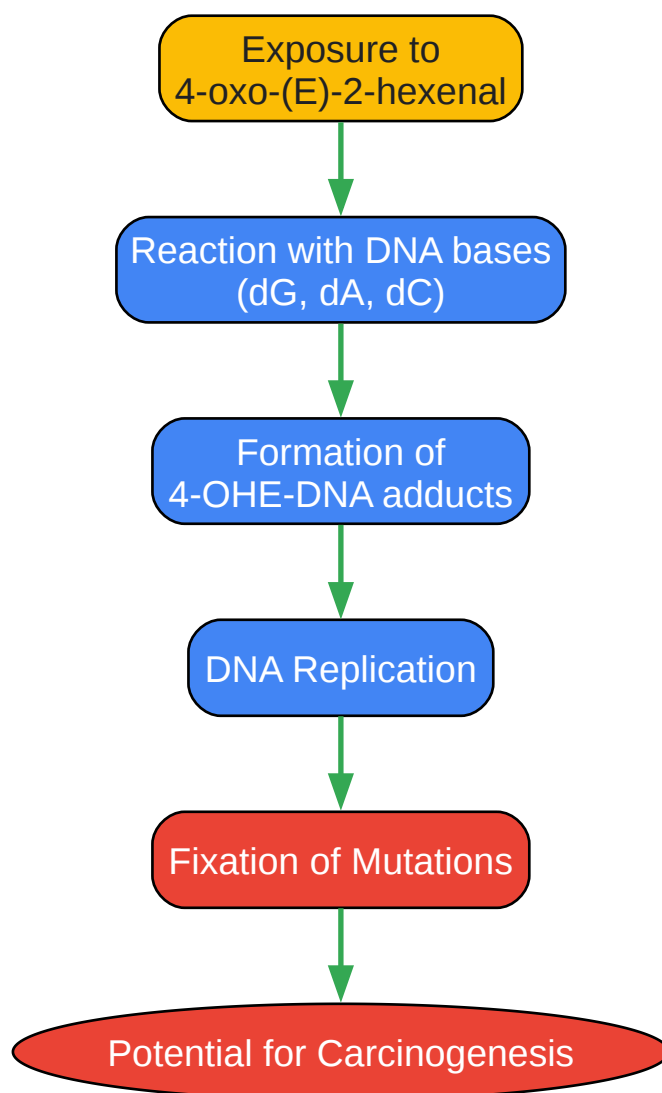 Exposure to
4-oxo-(E)-2-hexenal
Reaction with DNA bases
(dG, dA, dC)
Formation of
4-OHE-DNA adducts
DNA Replication
Fixation of Mutations
Potential for Carcinogenesis